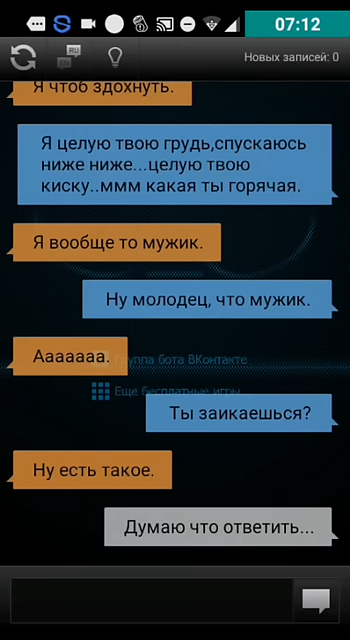 07:12
RU
EN
Новых записей: 0
Я чтоб здохнуть.
Я целую твою грудь,спускаюсь
ниже ниже...целую твою
киску..ммм какая ты горячая.
Я вообще то мужик.
Ну молодец, что мужик.
Ааааааа.
Группа бота ВКонтакте
Еще бесплатные игры
Ты заикаешься?
Ну есть такое.
Думаю что ответить...